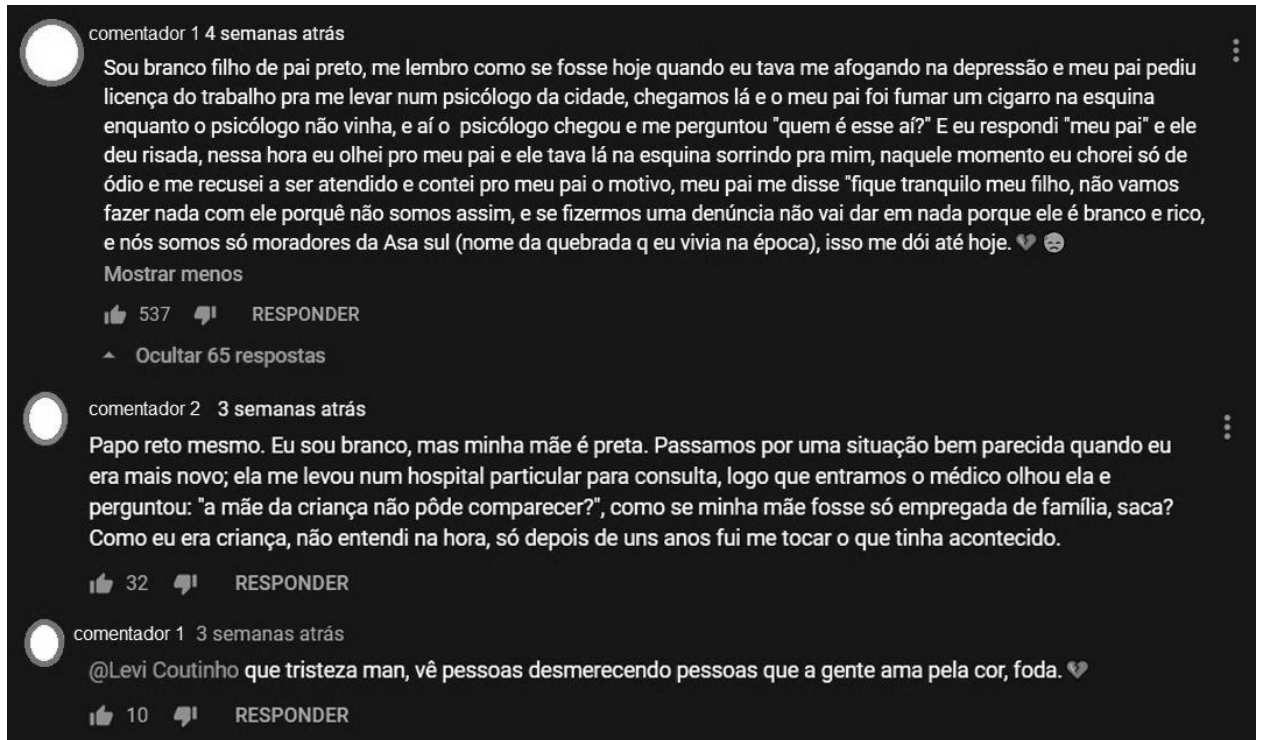 comentador 1 4 semanas atrás
Sou branco filho de pai preto, me lembro como se fosse hoje quando eu tava me afogando na depressão e meu pai pediu
licença do trabalho pra me levar num psicólogo da cidade, chegamos lá e o meu pai foi fumar um cigarro na esquina
enquanto o psicólogo não vinha, e aí o psicólogo chegou e me perguntou "quem é esse aí?" E eu respondi "meu pai" e ele
deu risada, nessa hora eu olhei pro meu pai e ele tava lá na esquina sorrindo pra mim, naquele momento eu chorei só de
ódio e me recusei a ser atendido e contei pro meu pai o motivo, meu pai me disse "fique tranquilo meu filho, não vamos
fazer nada com ele porquê não somos assim, e se fizermos uma denúncia não vai dar em nada porque ele é branco e rico,
e nós somos só moradores da Asa sul (nome da quebrada q eu vivia na época), isso me dói até hoje. 💔 😔
Mostrar menos
537 RESPONDER
Ocultar 65 respostas
comentador 2 3 semanas atrás
Papo reto mesmo. Eu sou branco, mas minha mãe é preta. Passamos por uma situação bem parecida quando eu
era mais novo; ela me levou num hospital particular para consulta, logo que entramos o médico olhou ela e
perguntou: "a mãe da criança não pôde comparecer?", como se minha mãe fosse só empregada de família, saca?
Como eu era criança, não entendi na hora, só depois de uns anos fui me tocar o que tinha acontecido.
32 RESPONDER
comentador 1 3 semanas atrás
@Levi Coutinho que tristeza man, vê pessoas desmerecendo pessoas que a gente ama pela cor, foda. 💔
10 RESPONDER